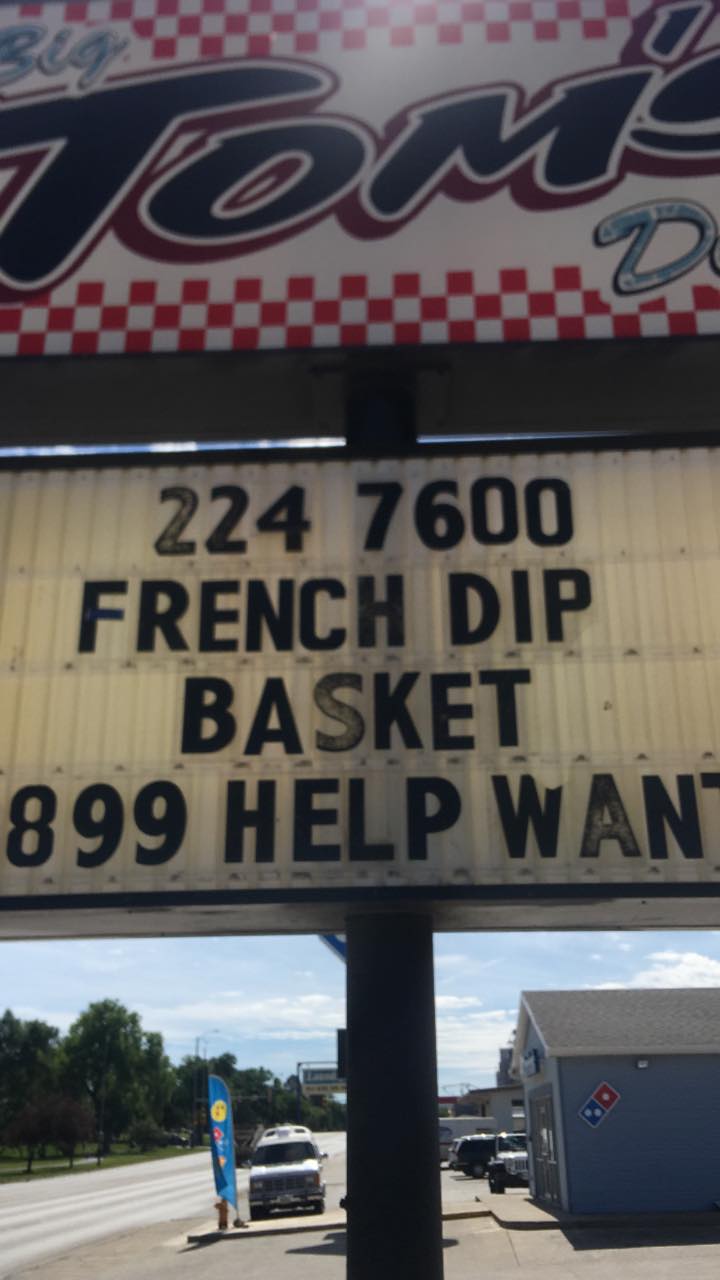 Big
TOM'S
224 7600
FRENCH DIP
BASKET
899 HELP WANT